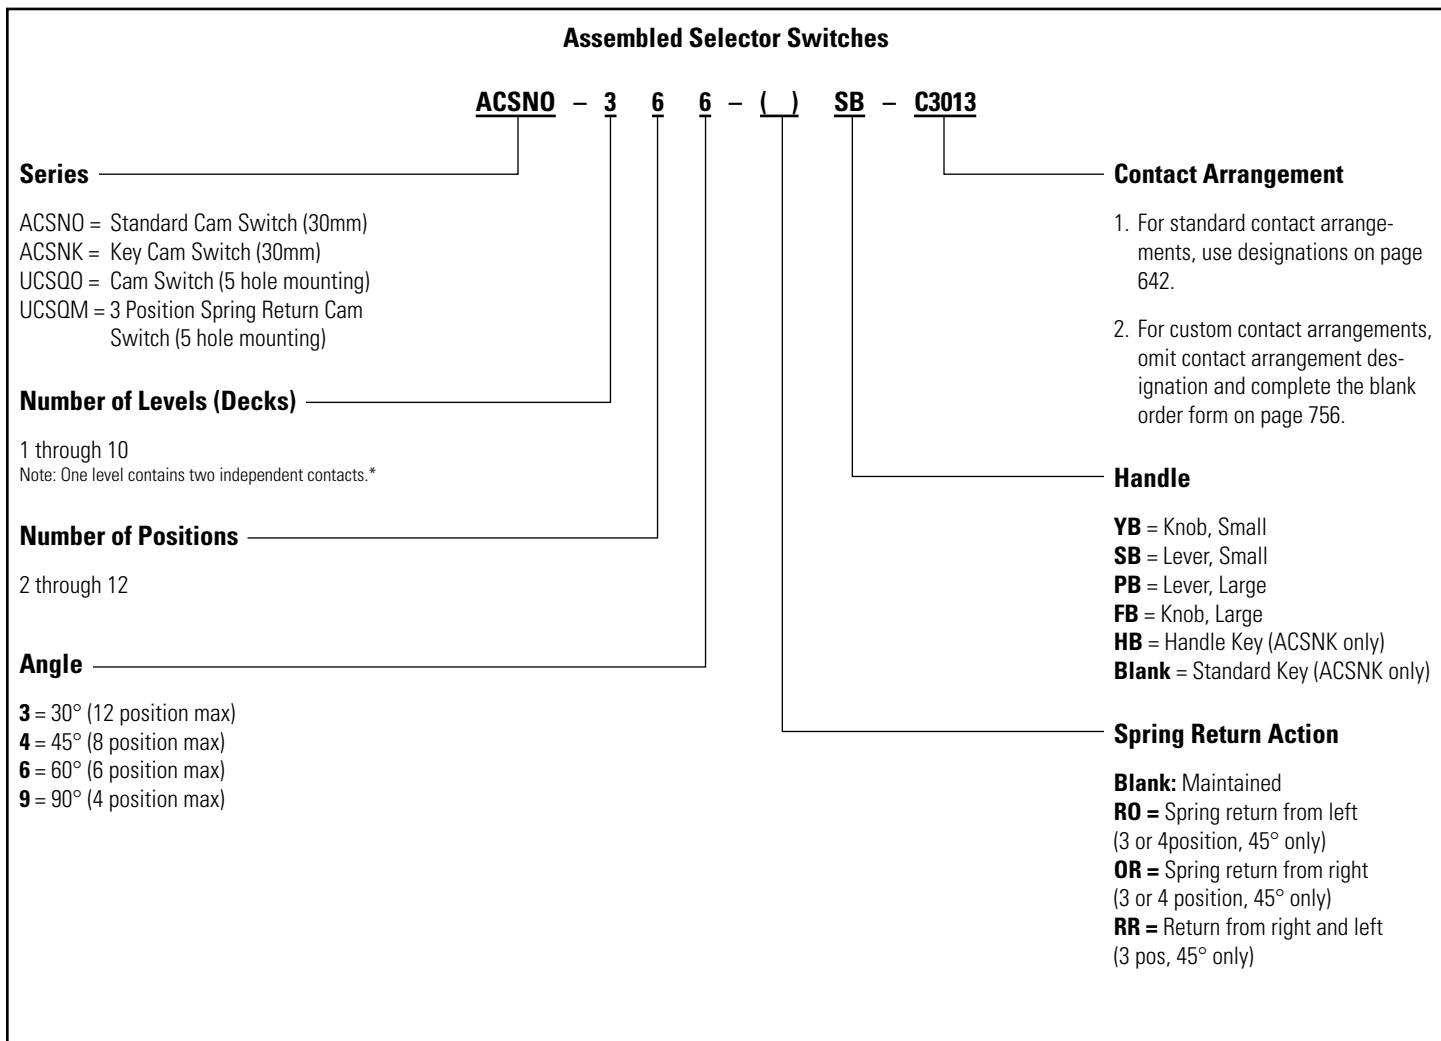 Assembled Selector Switches
ACSNO – 3 6 6 – ( ) SB – C3013
Series
ACSNO = Standard Cam Switch (30mm)
ACSNK = Key Cam Switch (30mm)
UCSQO = Cam Switch (5 hole mounting)
UCSQM = 3 Position Spring Return Cam
Switch (5 hole mounting)
Number of Levels (Decks)
1 through 10
Note: One level contains two independent contacts.*
Number of Positions
2 through 12
Angle
3 = 30° (12 position max)
4 = 45° (8 position max)
6 = 60° (6 position max)
9 = 90° (4 position max)
Contact Arrangement
1. For standard contact arrange-
ments, use designations on page
642.
2. For custom contact arrangements,
omit contact arrangement des-
ignation and complete the blank
order form on page 756.
Handle
YB = Knob, Small
SB = Lever, Small
PB = Lever, Large
FB = Knob, Large
HB = Handle Key (ACSNK only)
Blank = Standard Key (ACSNK only)
Spring Return Action
Blank: Maintained
RO = Spring return from left
(3 or 4position, 45° only)
OR = Spring return from right
(3 or 4 position, 45° only)
RR = Return from right and left
(3 pos, 45° only)